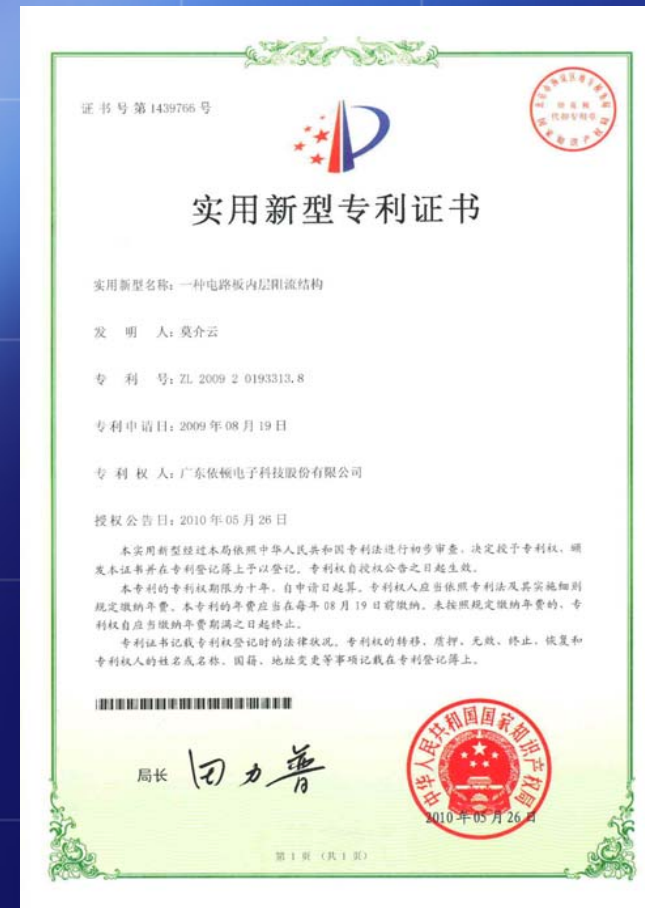 证书号第1439766号
实用新型专利证书
实用新型名称：一种电路板内层阻流结构
发 明 人：莫介云
专 利 号：ZL 2009 2 0193313.8
专利申请日：2009年08月19日
专 利 权 人：广东依顿电子科技股份有限公司
授权公告日：2010年05月26日
本实用新型经过本局依照中华人民共和国专利法进行初步审查，决定授予专利权，颁
发本证书并在专利登记簿上予以登记。专利权自授权公告之日起生效。
本专利的专利权期限为十年，自申请日起算。专利权人应当依照专利法及其实施细则
规定缴纳年费。本专利的年费应当在每年08月19日前缴纳。未按照规定缴纳年费的，专
利权自应当缴纳年费期满之日起终止。
专利证书记载专利权登记时的法律状况。专利权的转移、质押、无效、终止、恢复和
专利权人的姓名或名称、国籍、地址变更等事项记载在专利登记簿上。
局长
田力普
中华人民共和国国家知识产权局
2010年05月26日
第1页（共1页）